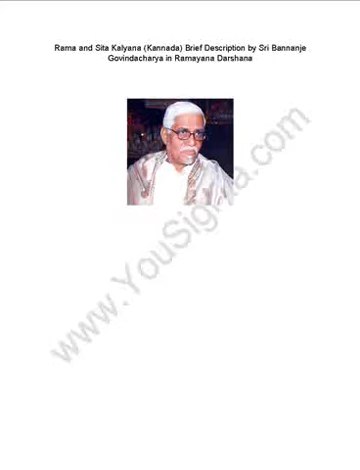 Rama and Sita Kalyana (Kannada) Brief Description by Sri Bannanje
Govindacharya in Ramayana Darshana
www.YouSigma.com